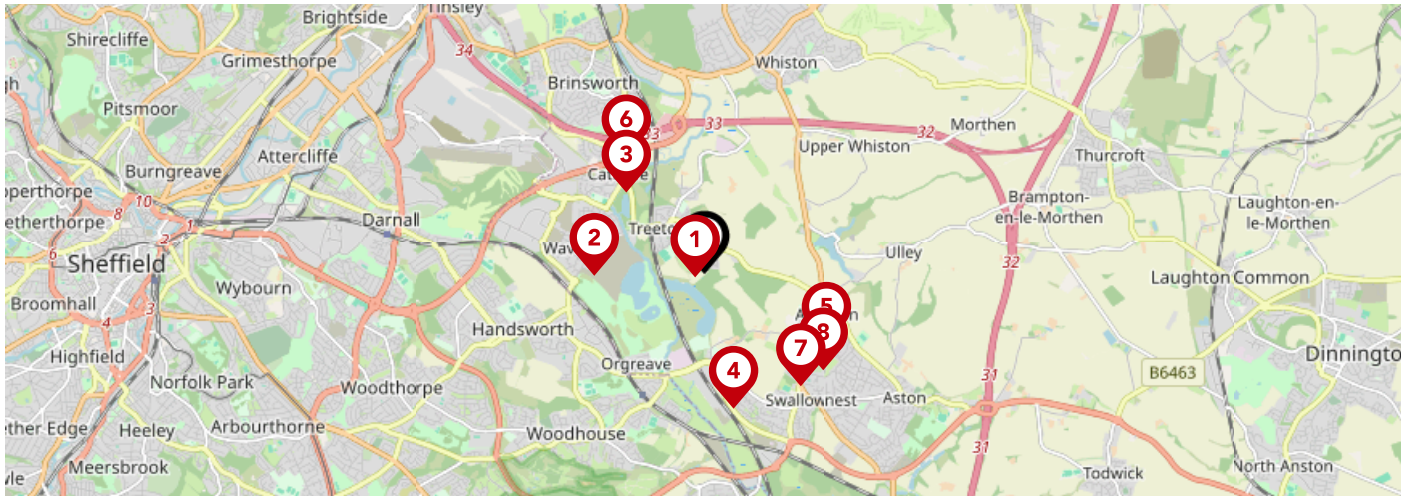 Brightside
Tinsley
Shirecliffe
34
Grimesthorpe
Whiston
Brinsworth
Pitsmoor
6
33
33
32
Morthen
Upper Whiston
Attercliffe
3
Thurcroft
Burngreave
10
8
Darnall
1
Brampton-
en-le-Morthen
Laughton-en-
le-Morthen
2
2
1
Ulley
6
Sheffield
32
Laughton Common
Wybourn
Broomhall
4
3
5
Handsworth
8
7
Highfield
Orgreave
4
Dinnington
Norfolk Park
Woodthorpe
31
B6463
Swallownest
Aston
Heeley
Arbourthorne
Woodhouse
31
Meersbrook
Todwick
North Anston